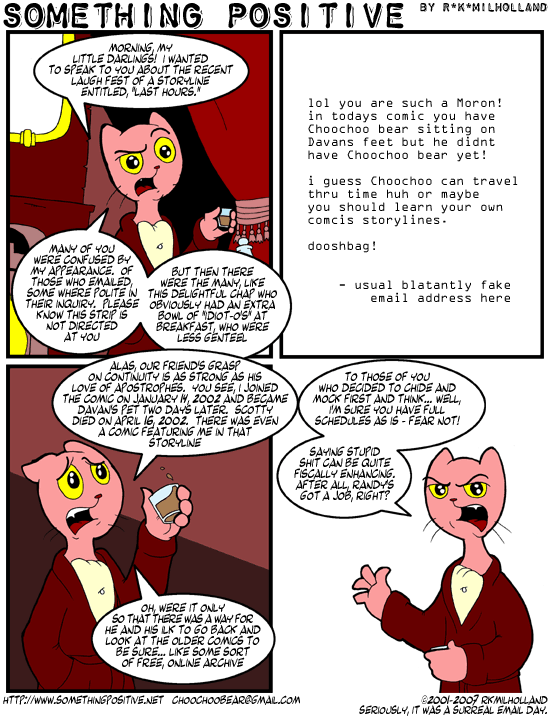 SOMETHING POSITIVE BY R*K*MILHOLLAND
MORNING, MY
LITTLE DARLINGS! I WANTED
TO SPEAK TO YOU ABOUT THE RECENT
LAUGH FEST OF A STORYLINE
ENTITLED, "LAST HOURS."
MANY OF YOU
WERE CONFUSED BY
MY APPEARANCE. OF
THOSE WHO EMAILED,
SOME WHERE POLITE IN
THEIR INQUIRY. PLEASE
KNOW THIS STRIP IS
NOT DIRECTED
AT YOU
BUT THEN THERE
WERE THE MANY, LIKE
THIS DELIGHTFUL CHAP WHO
OBVIOUSLY HAD AN EXTRA
BOWL OF "IDIOT-O'S" AT
BREAKFAST, WHO WERE
LESS GENTEEL
lol you are such a Moron!
in todays comic you have
Choochoo bear sitting on
Davans feet but he didnt
have Choochoo bear yet!
i guess Choochoo can travel
thru time huh or maybe
you should learn your own
comcis storylines.
dooshbag!
- usual blatantly fake
email address here
ALAS, OUR FRIEND'S GRASP
ON CONTINUITY IS AS STRONG AS HIS
LOVE OF APOSTROPHES. YOU SEE, I JOINED
THE COMIC ON JANUARY 14, 2002 AND BECAME
DAVAN'S PET TWO DAYS LATER. SCOTTY
DIED ON APRIL 16, 2002. THERE WAS EVEN
A COMIC FEATURING ME IN THAT
STORYLINE
OH, WERE IT ONLY
SO THAT THERE WAS A WAY FOR
HE AND HIS ILK TO GO BACK AND
LOOK AT THE OLDER COMICS TO
BE SURE... LIKE SOME SORT
OF FREE, ONLINE ARCHIVE
TO THOSE OF YOU
WHO DECIDED TO CHIDE AND
MOCK FIRST AND THINK... WELL,
I'M SURE YOU HAVE FULL
SCHEDULES AS IS - FEAR NOT!
SAYING STUPID
SHIT CAN BE QUITE
FISCALLY ENHANCING.
AFTER ALL, RANDY'S
GOT A JOB, RIGHT?
HTTP://WWW.SOMETHINGPOSITIVE.NET CHOOCHOOBEAR@GMAIL.COM
©2001-2007 RKMILHOLLAND
SERIOUSLY, IT WAS A SURREAL EMAIL DAY.